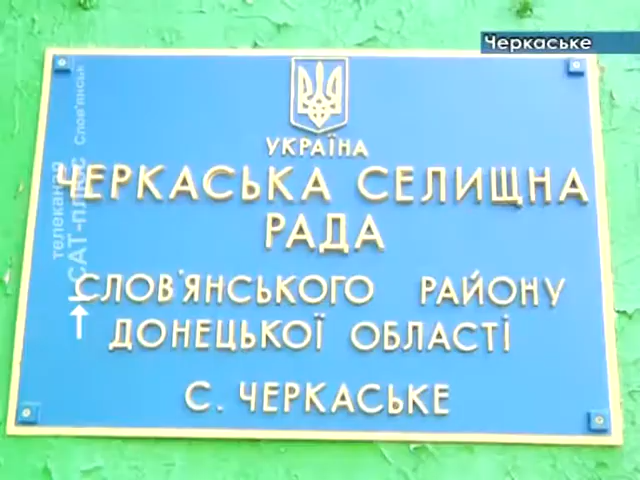 Черкаське
УКРАЇНА
ЧЕРКАСЬКА СЕЛИЩНА
РАДА
СЛОВ'ЯНСЬКОГО РАЙОНУ
ДОНЕЦЬКОЇ ОБЛАСТІ
С. ЧЕРКАСЬКЕ
телеканал
САТ-плюс Слов'янськ